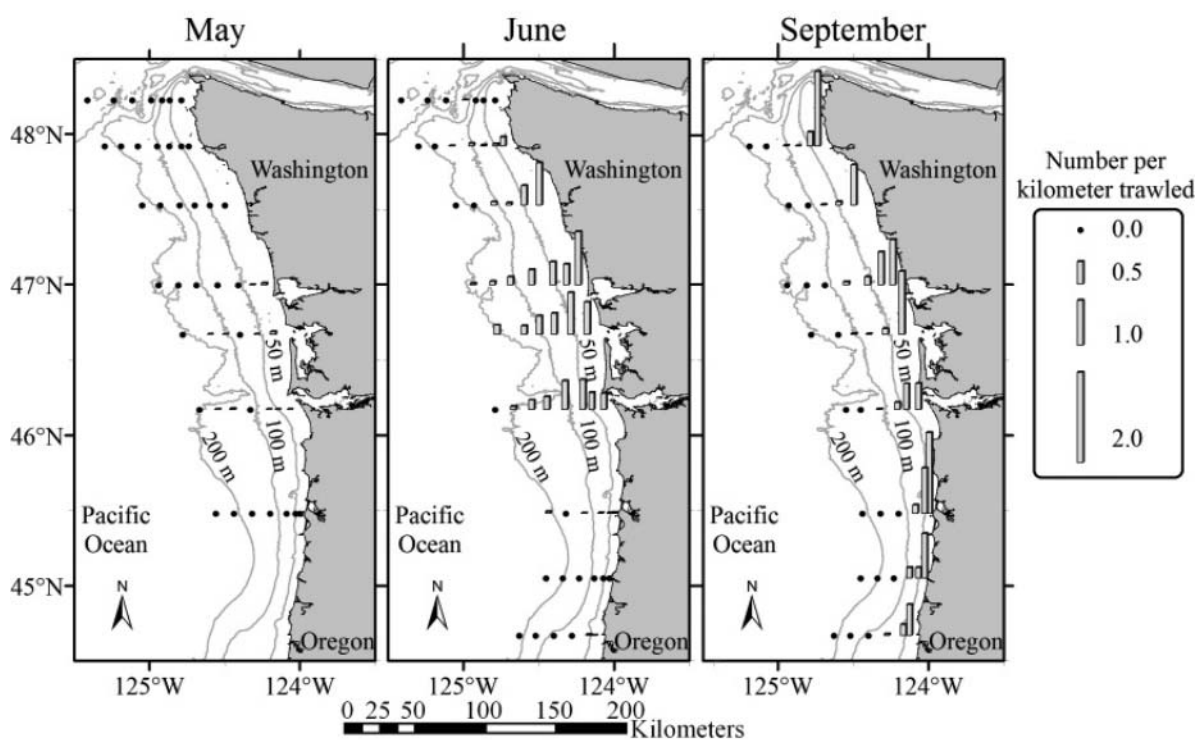 May
June
September
48°N
47°N
46°N
45°N
Washington
50 m
100 m
200 m
Pacific
Ocean
N
Oregon
125°W
124°W
Washington
50 m
100 m
200 m
Pacific
Ocean
N
Oregon
125°W
124°W
Washington
50 m
100 m
200 m
Pacific
Ocean
N
Oregon
125°W
124°W
Number per
kilometer trawled
0.0
0.5
1.0
2.0
0 25 50 100 150 200
Kilometers